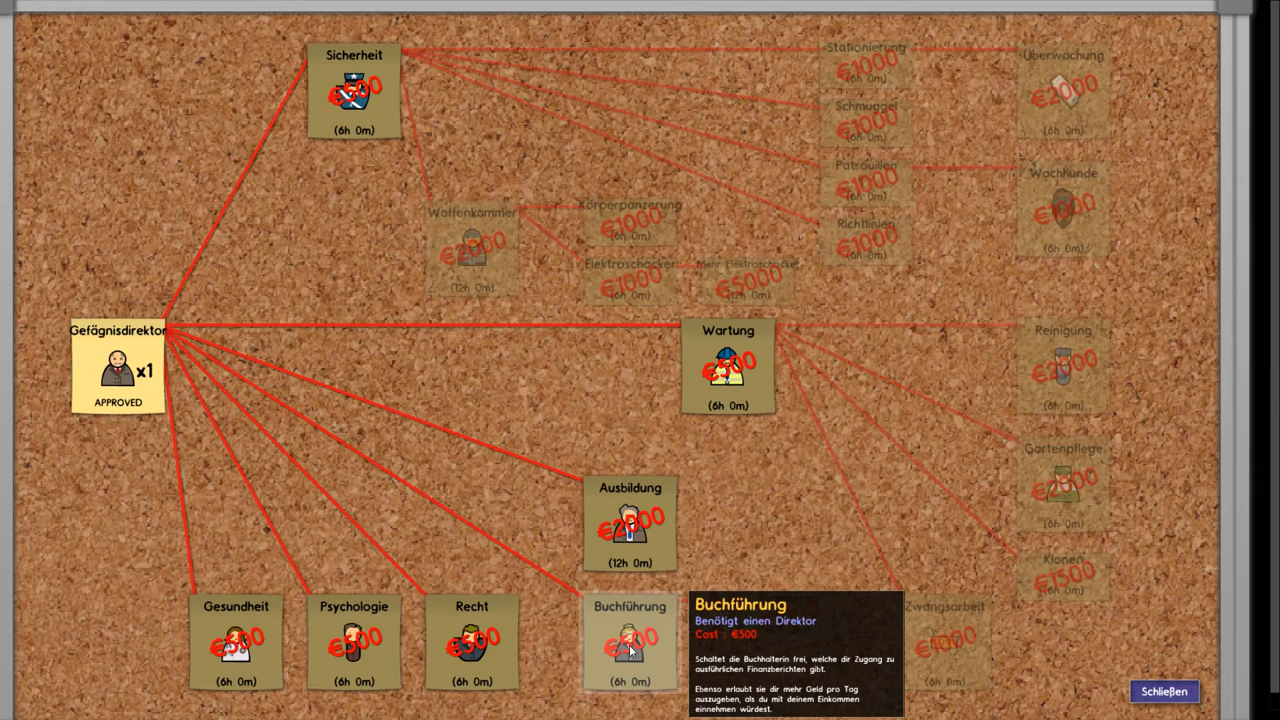 Sicherheit
€500
(6h 0m)
Stationierung
€1000
(6h 0m)
Überwachung
€2000
(6h 0m)
Schmuggel
€1000
(6h 0m)
Patrouillen
€1000
(6h 0m)
Wachhunde
€1000
(6h 0m)
Richtlinien
€1000
(6h 0m)
Waffenkammer
€2000
(12h 0m)
Körperpanzerung
€1000
(6h 0m)
Elektroschocker
€1000
(6h 0m)
Mehr Elektroschocker
€5000
(12h 0m)
Gefägnisdirektor
x1
APPROVED
Wartung
€500
(6h 0m)
Reinigung
€2000
(6h 0m)
Gartenpflege
€2000
(6h 0m)
Klonen
€1500
(6h 0m)
Ausbildung
€2000
(12h 0m)
Gesundheit
€500
(6h 0m)
Psychologie
€500
(6h 0m)
Recht
€500
(6h 0m)
Buchführung
€500
(6h 0m)
Buchführung
Benötigt einen Direktor
Cost : €500
Schaltet die Buchhalterin frei, welche dir Zugang zu
ausführlichen Finanzberichten gibt.
Ebenso erlaubt sie dir mehr Geld pro Tag
auszugeben, als du mit deinem Einkommen
einnehmen würdest.
Zwangsarbeit
€1000
(6h 0m)
Schließen